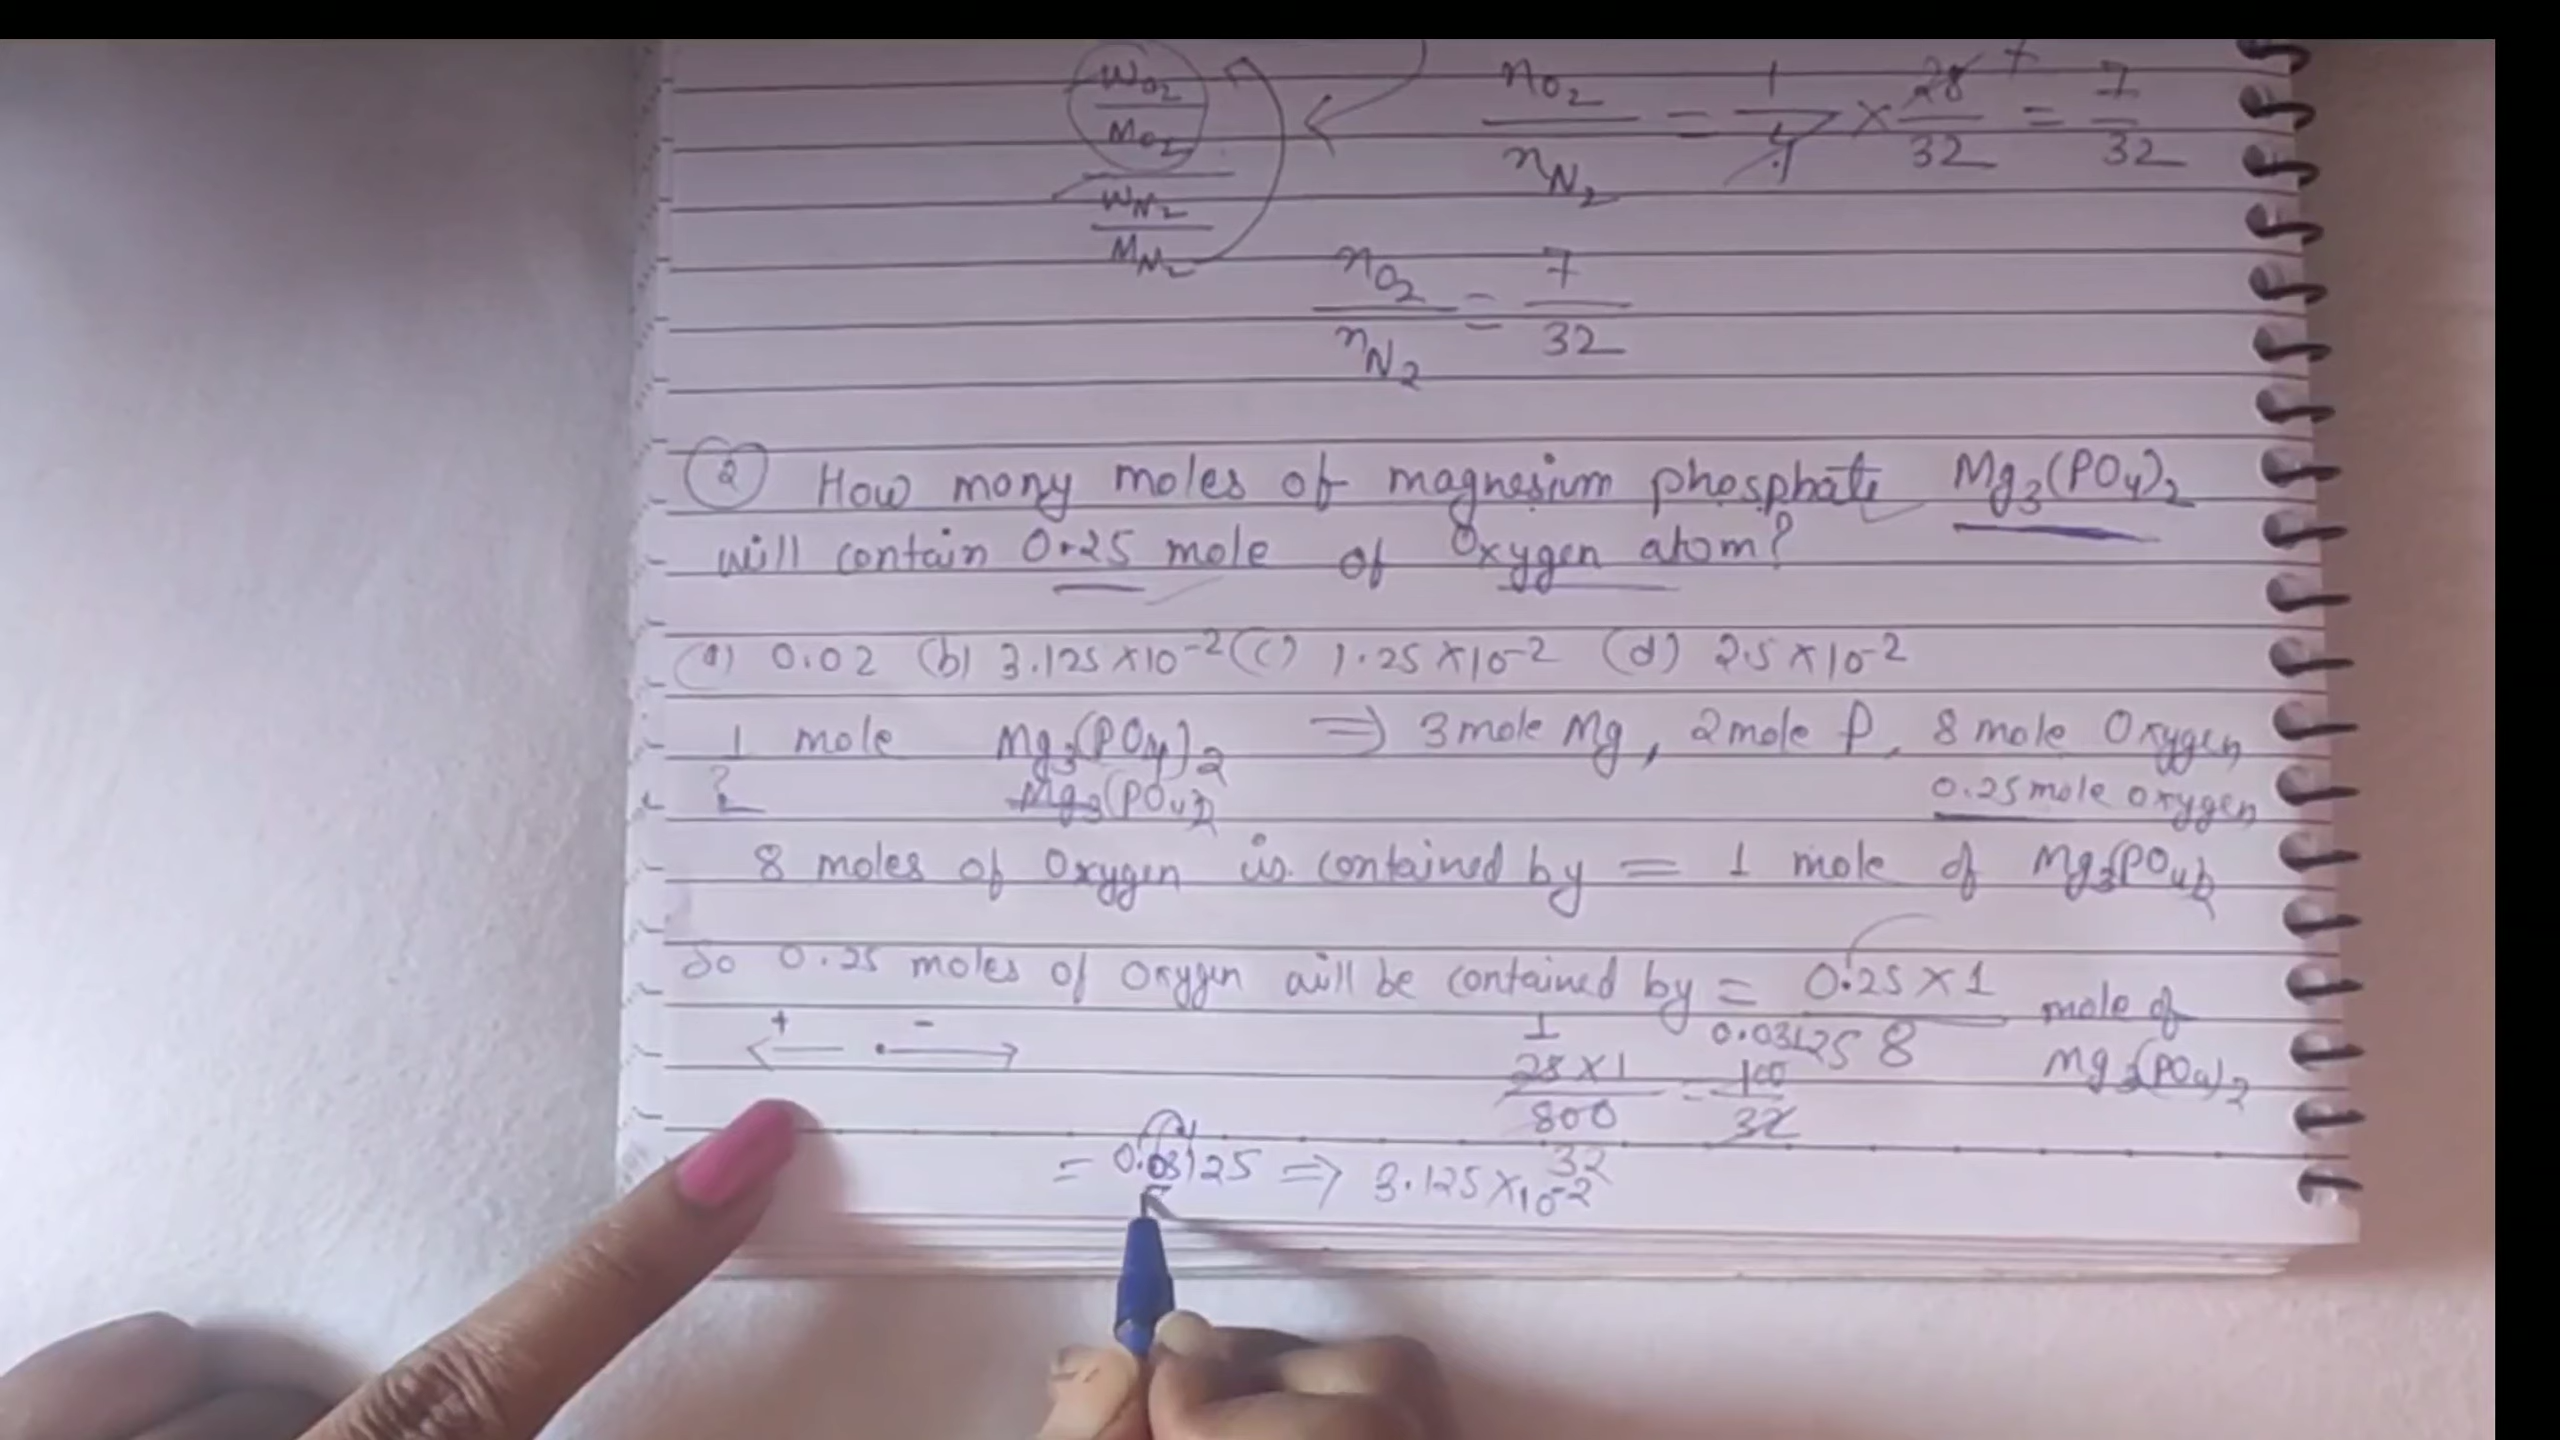 wO2/MO2 / wN2/MN2
nO2/nN2 = 1/4 × 28/32 = 7/32
7
nO2/nN2 = 7/32
② How many moles of magnesium phosphate Mg3(PO4)2
will contain 0.25 mole of Oxygen atom?
(a) 0.02 (b) 3.125×10-2 (c) 1.25×10-2 (d) 2.5×10-2
1 mole Mg3(PO4)2 ⇒ 3 mole Mg, 2 mole P, 8 mole Oxygen
? Mg3(PO4)2 0.25 mole oxygen
8 moles of Oxygen is contained by = 1 mole of Mg3(PO4)2
So 0.25 moles of Oxygen will be contained by = 0.25×1/8 mole of
Mg3(PO4)2
+ -
1 0.03125
25×1/800 = 100/32
32
= 0.03125 ⇒ 3.125×10-2